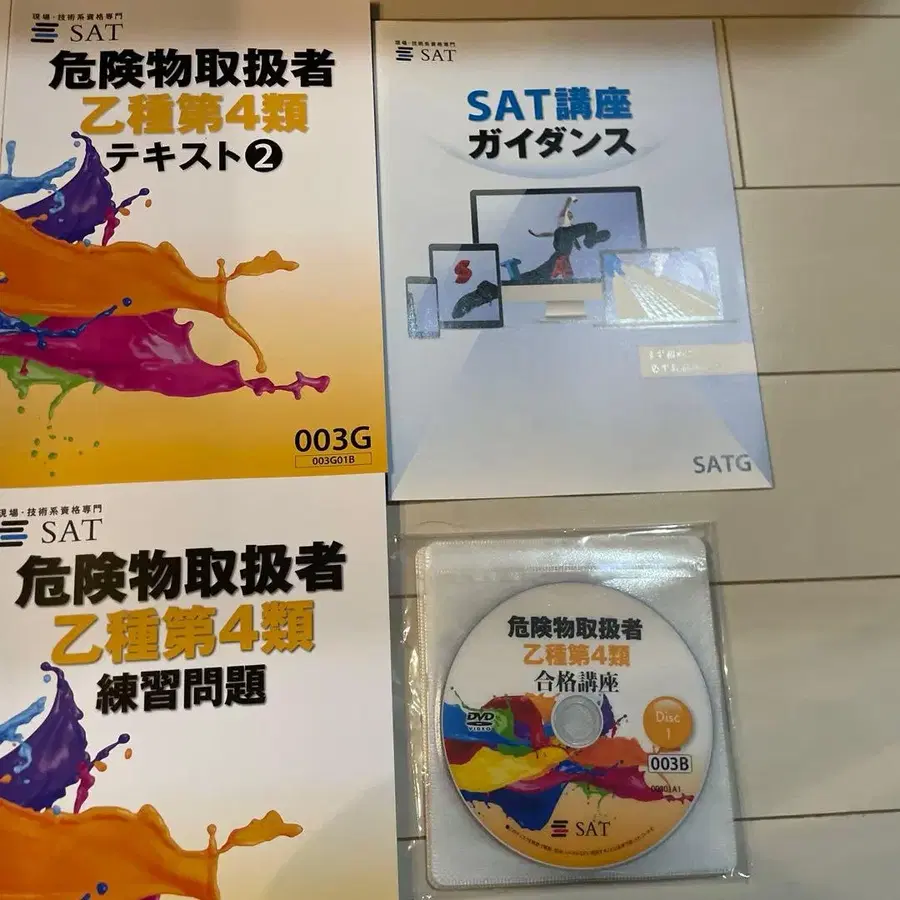 現場・技術系資格専門
SAT
危険物取扱者
乙種第4類
テキスト❷
003G
003G01B
現場・技術系資格専門
SAT
SAT講座
ガイダンス
START
SATG
現場・技術系資格専門
SAT
危険物取扱者
乙種第4類
練習問題
危険物取扱者
乙種第4類
合格講座
DVD
VIDEO
Disc
1
003B
SAT